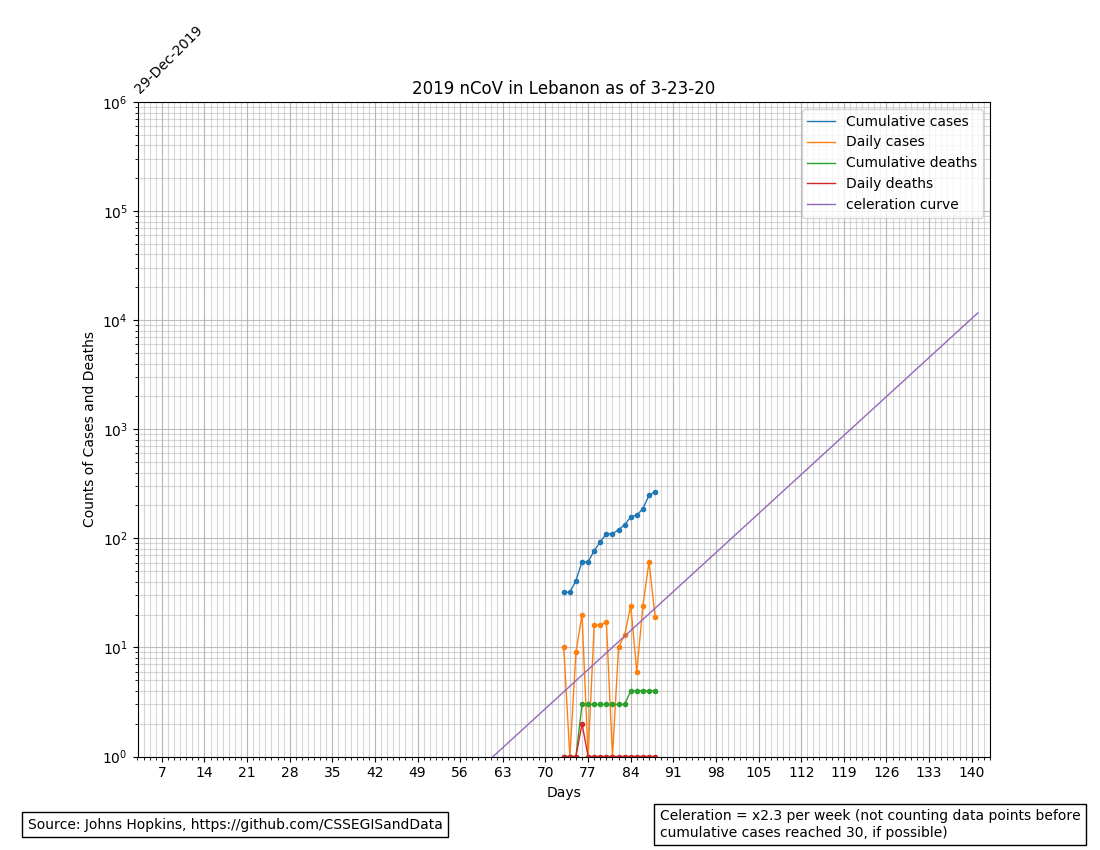 29-Dec-2019
2019 nCoV in Lebanon as of 3-23-20
Cumulative cases
Daily cases
Cumulative deaths
Daily deaths
celeration curve
Counts of Cases and Deaths
10⁶
10⁵
10⁴
10³
10²
10¹
10⁰
7 14 21 28 35 42 49 56 63 70 77 84 91 98 105 112 119 126 133 140
Days
Source: Johns Hopkins, https://github.com/CSSEGISandData
Celeration = x2.3 per week (not counting data points before
cumulative cases reached 30, if possible)